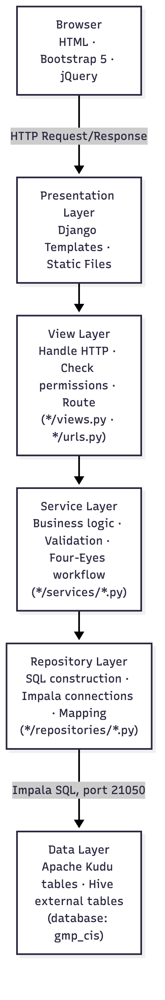 Browser
HTML ·
Bootstrap 5 ·
jQuery
HTTP Request/Response
Presentation
Layer
Django
Templates ·
Static Files
View Layer
Handle HTTP ·
Check
permissions ·
Route
(*/views.py ·
*/urls.py)
Service Layer
Business logic ·
Validation ·
Four-Eyes
workflow
(*/services/*.py)
Repository Layer
SQL construction ·
Impala connections
· Mapping
(*/repositories/*.py)
Impala SQL, port 21050
Data Layer
Apache Kudu
tables · Hive
external tables
(database:
gmp_cis)